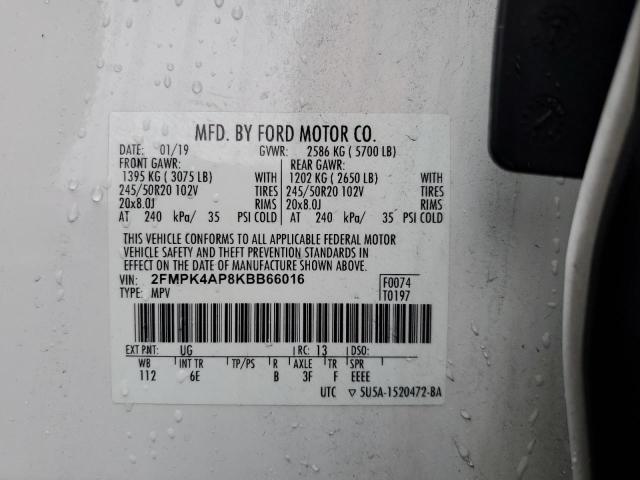 MFD. BY FORD MOTOR CO.
DATE: 01/19 GVWR: 2586 KG ( 5700 LB)
FRONT GAWR: REAR GAWR:
1395 KG ( 3075 LB) WITH 1202 KG ( 2650 LB) WITH
245/50R20 102V TIRES 245/50R20 102V TIRES
20x8.0J RIMS 20x8.0J RIMS
AT 240 kPa/ 35 PSI COLD AT 240 kPa/ 35 PSI COLD
THIS VEHICLE CONFORMS TO ALL APPLICABLE FEDERAL MOTOR
VEHICLE SAFETY AND THEFT PREVENTION STANDARDS IN
EFFECT ON THE DATE OF MANUFACTURE SHOWN ABOVE.
VIN: 2FMPK4AP8KBB66016 F0074
TYPE: MPV T0197
EXT PNT: UG RC: 13 DSO:
WB INT TR TP/PS R AXLE TR SPR
112 6E B 3F F EEEE
UTC 5U5A-1520472-BA